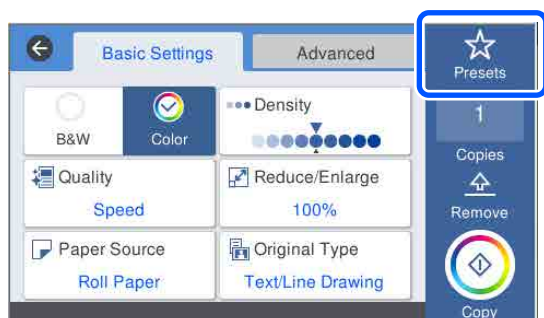 Basic Settings
Advanced
Presets
B&W
Color
Density
1
Copies
Quality
Speed
Reduce/Enlarge
100%
Remove
Paper Source
Roll Paper
Original Type
Text/Line Drawing
Copy